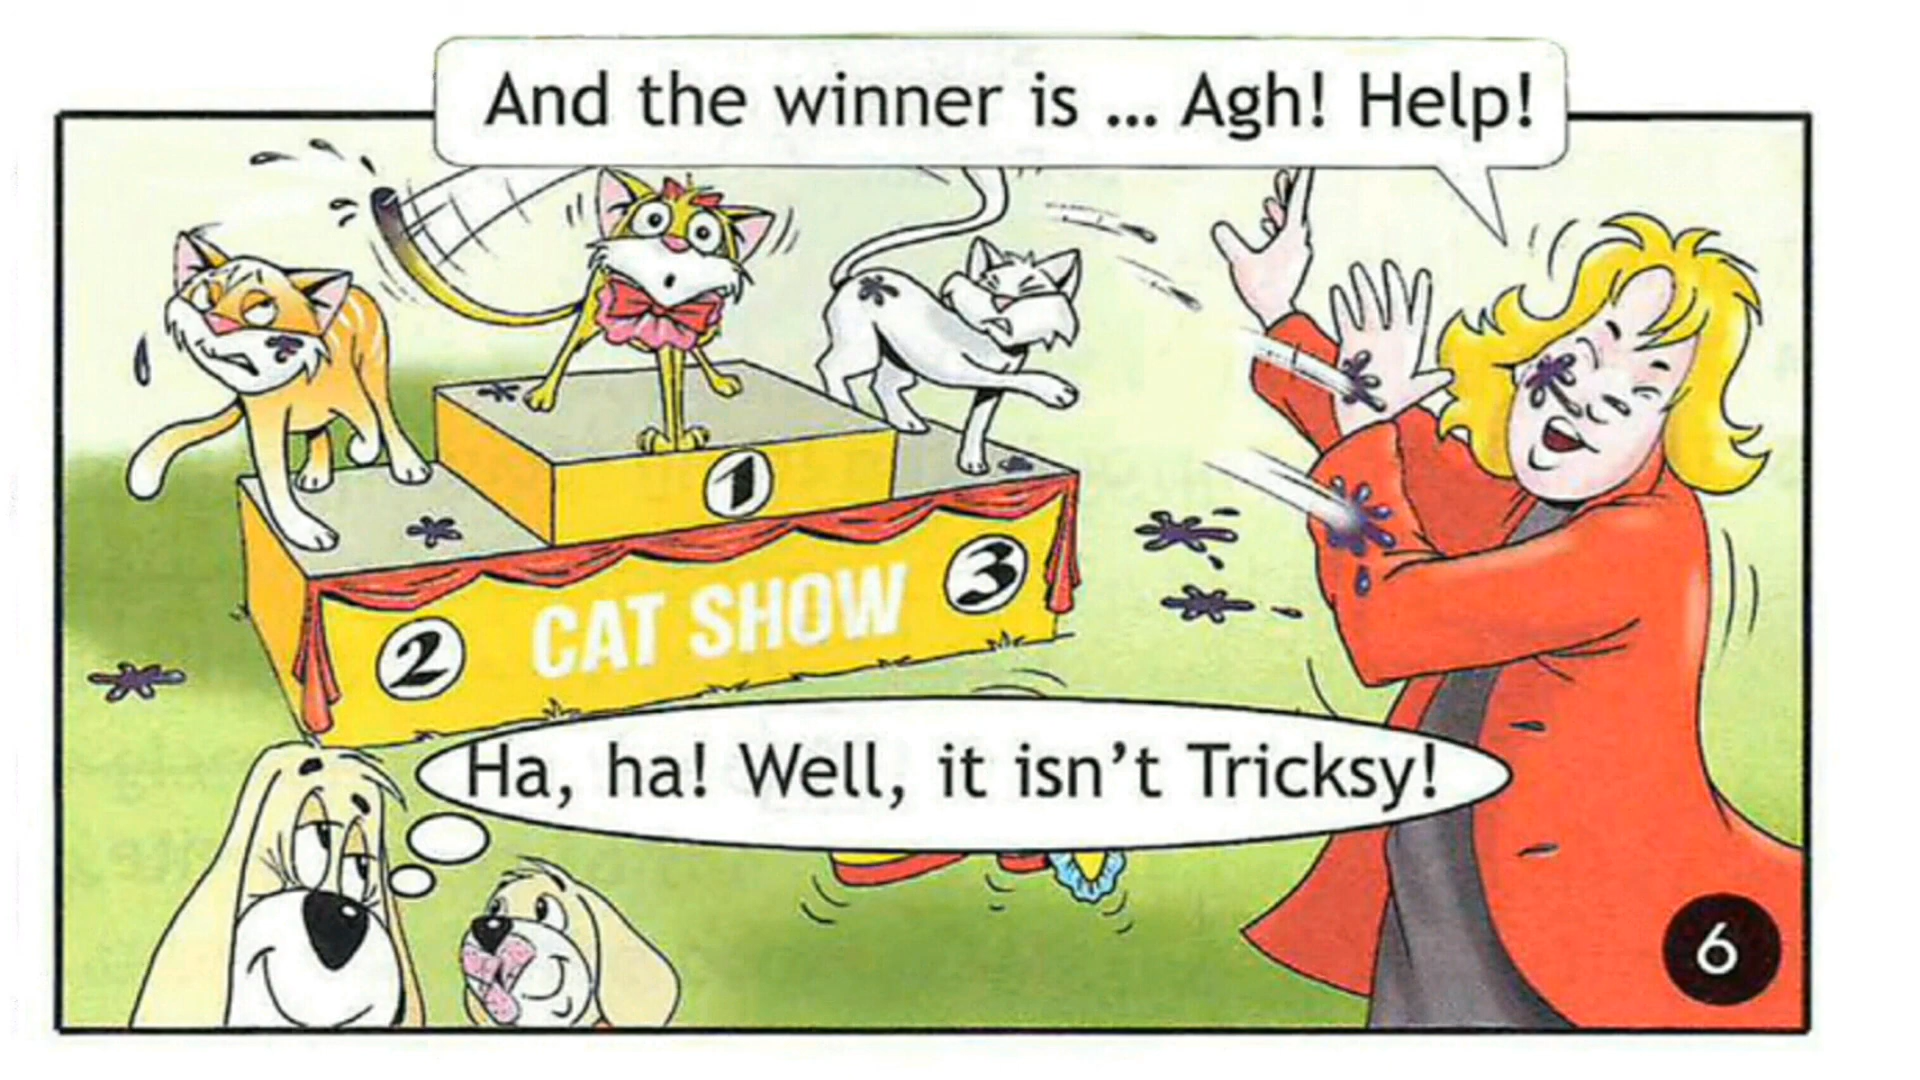 And the winner is ... Agh! Help!
1
CAT SHOW
2
3
Ha, ha! Well, it isn't Tricksy!
6